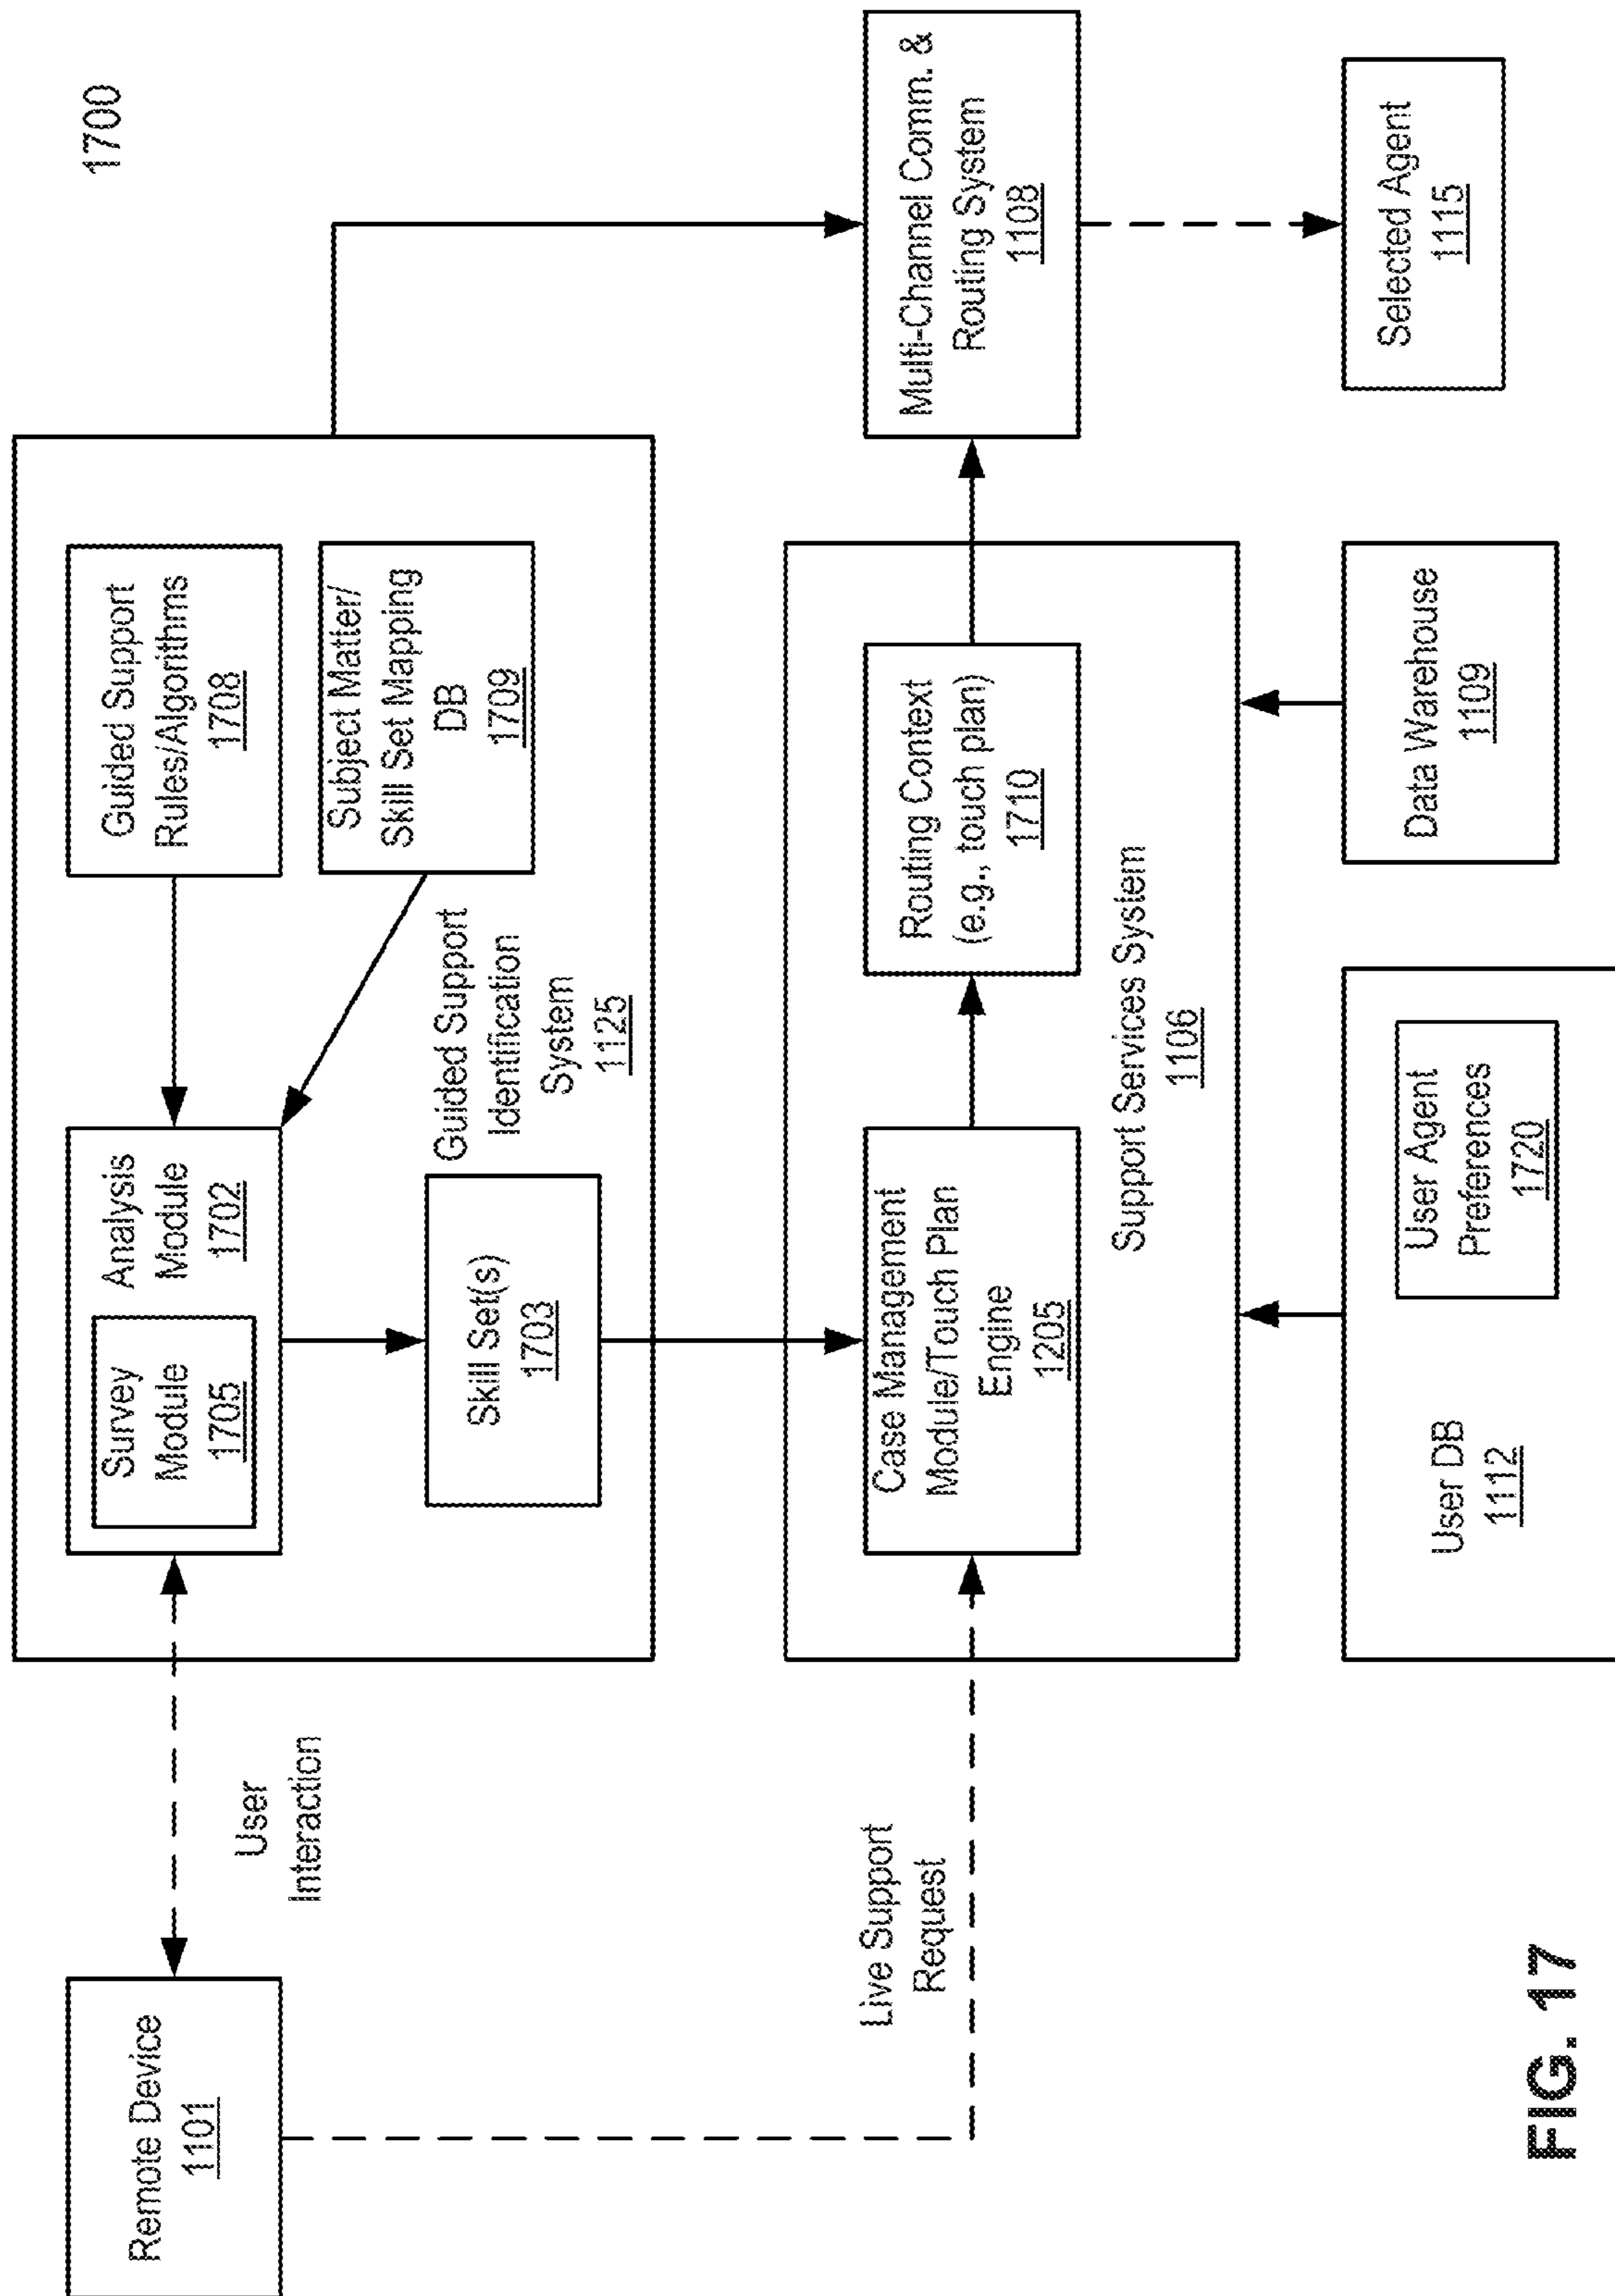 1700
Remote Device
1101
User
Interaction
Survey
Module
1705
Analysis
Module
1702
Guided Support
Rules/Algorithms
1708
Subject Matter/
Skill Set Mapping
DB
1709
Skill Set(s)
1703
Guided Support
Identification
System
1125
Live Support
Request
Case Management
Module/Touch Plan
Engine
1205
Routing Context
(e.g., touch plan)
1710
Support Services System
1106
Multi-Channel Comm. &
Routing System
1108
User DB
1112
User Agent
Preferences
1720
Data Warehouse
1109
Selected Agent
1115
FIG. 17